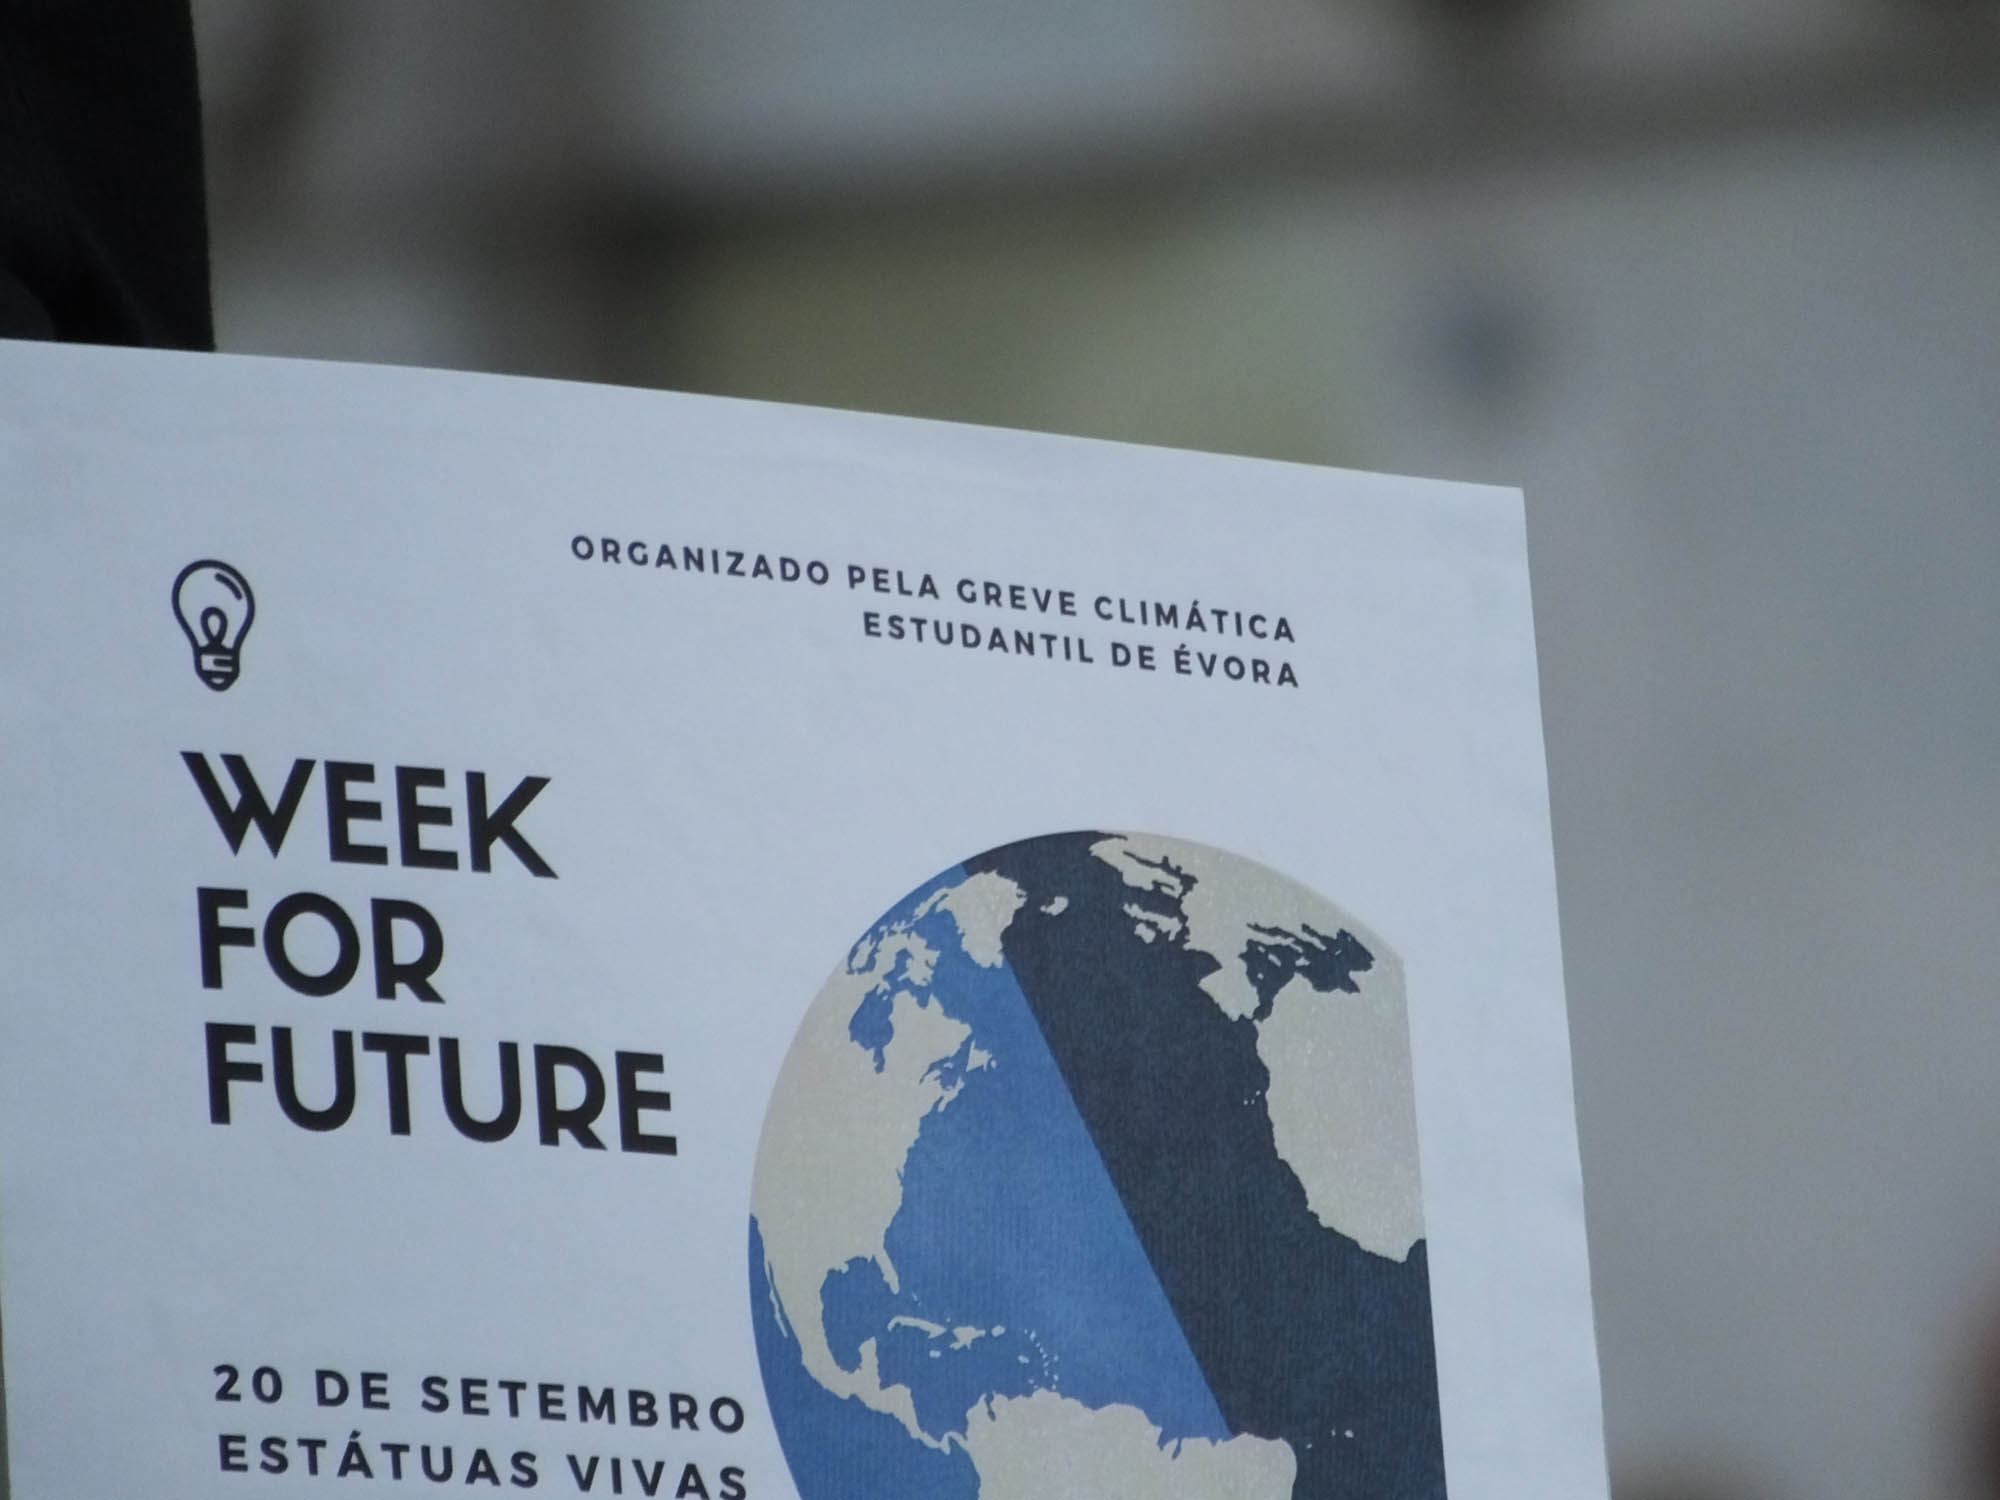 ORGANIZADO PELA GREVE CLIMÁTICA
ESTUDANTIL DE ÉVORA
WEEK
FOR
FUTURE
20 DE SETEMBRO
ESTÁTUAS VIVAS